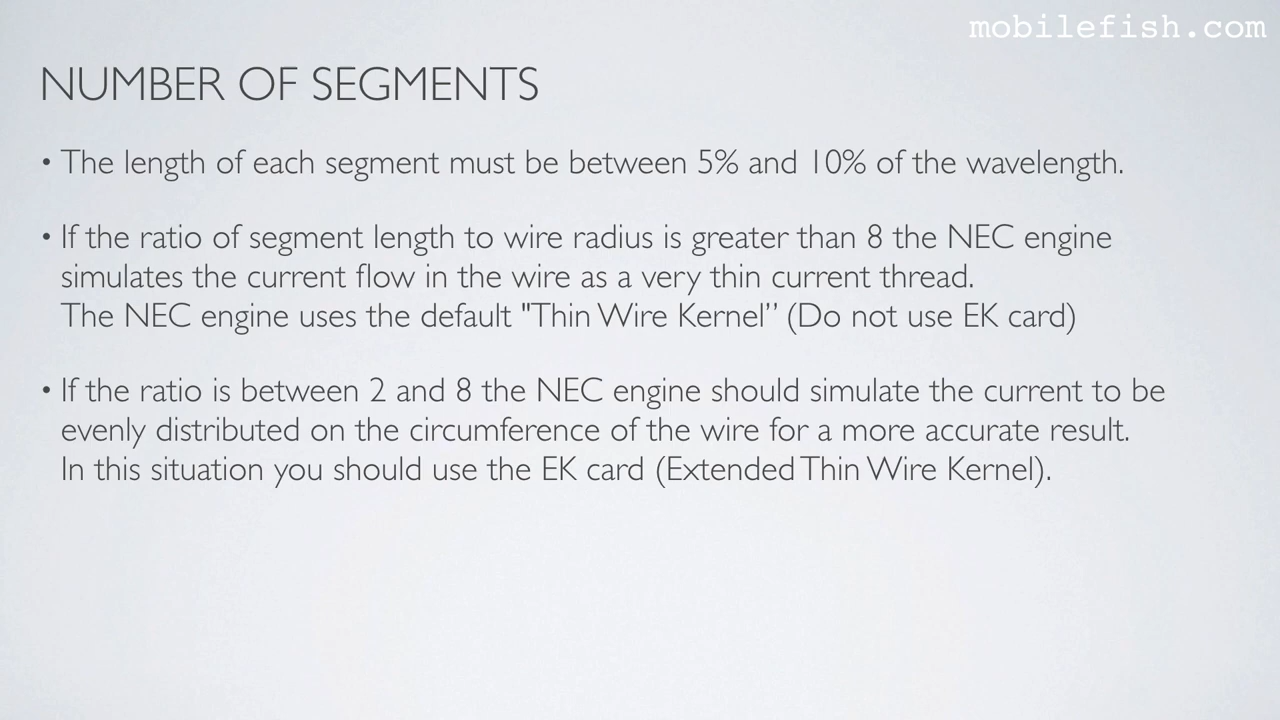 mobilefish.com
NUMBER OF SEGMENTS
• The length of each segment must be between 5% and 10% of the wavelength.
• If the ratio of segment length to wire radius is greater than 8 the NEC engine
simulates the current flow in the wire as a very thin current thread.
The NEC engine uses the default "Thin Wire Kernel” (Do not use EK card)
• If the ratio is between 2 and 8 the NEC engine should simulate the current to be
evenly distributed on the circumference of the wire for a more accurate result.
In this situation you should use the EK card (Extended Thin Wire Kernel).